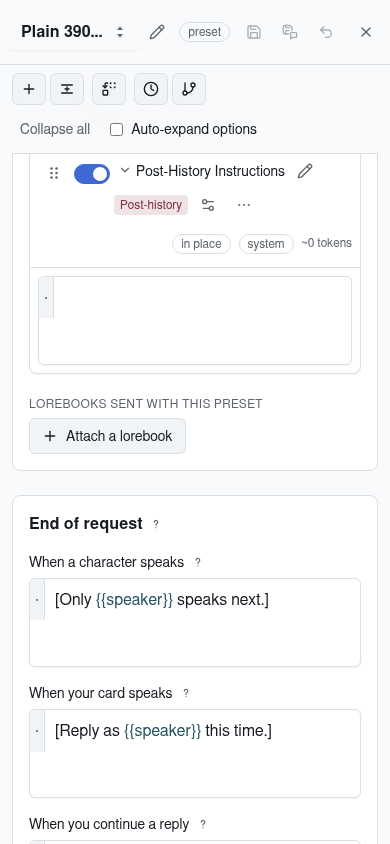 Plain 390...
preset
Collapse all
Auto-expand options
Post-History Instructions
Post-history
in place
system
~0 tokens
LOREBOOKS SENT WITH THIS PRESET
Attach a lorebook
End of request ?
When a character speaks ?
[Only {{speaker}} speaks next.]
When your card speaks ?
[Reply as {{speaker}} this time.]
When you continue a reply ?